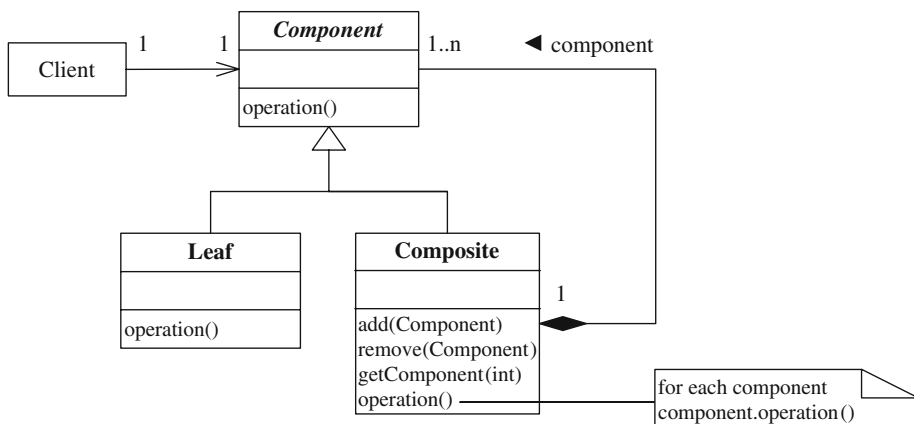 Component
1
1
1..n
◄ component
Client
operation()
Leaf
Composite
1
operation()
add(Component)
remove(Component)
getComponent(int)
operation()
for each component
component.operation()